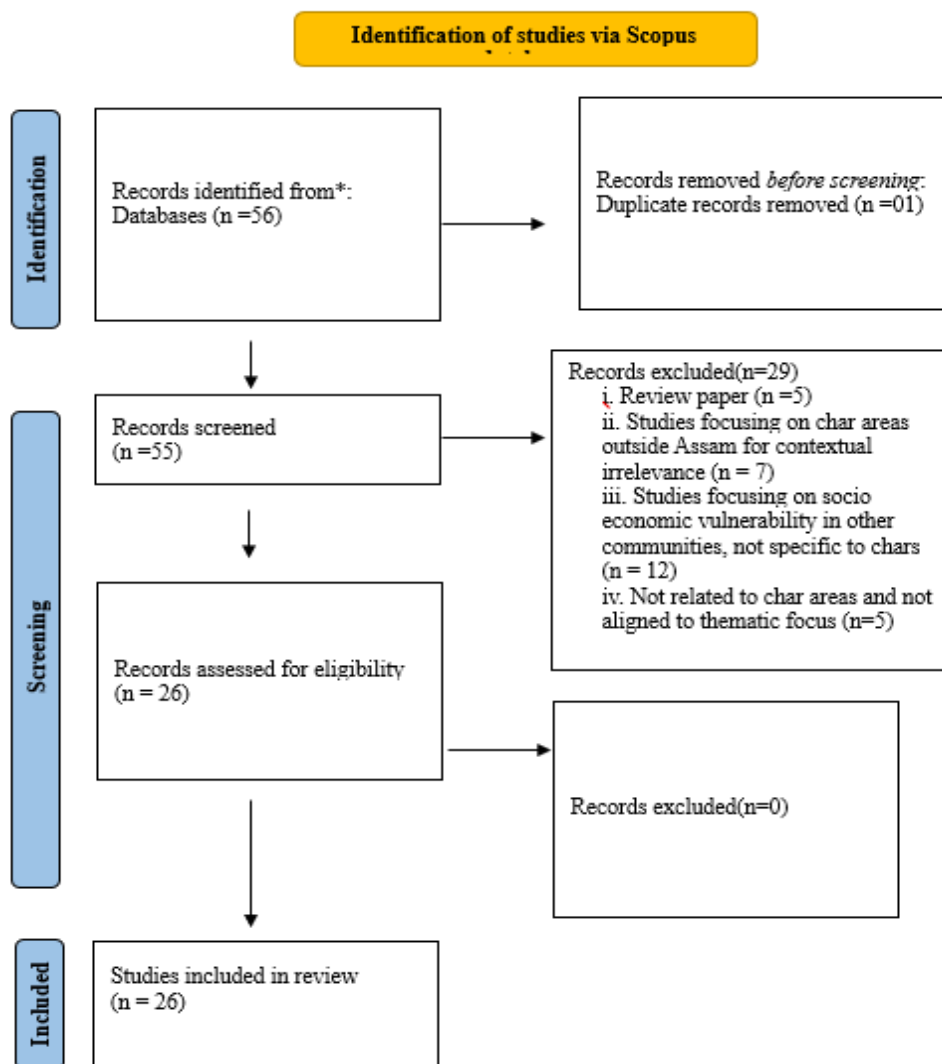 Identification of studies via Scopus
Identification
Records identified from*:
Databases (n =56)
Records removed before screening:
Duplicate records removed (n =01)
Screening
Records screened
(n =55)
Records excluded(n=29)
i. Review paper (n =5)
ii. Studies focusing on char areas
outside Assam for contextual
irrelevance (n = 7)
iii. Studies focusing on socio
economic vulnerability in other
communities, not specific to chars
(n = 12)
iv. Not related to char areas and not
aligned to thematic focus (n=5)
Records assessed for eligibility
(n = 26)
Records excluded(n=0)
Included
Studies included in review
(n = 26)